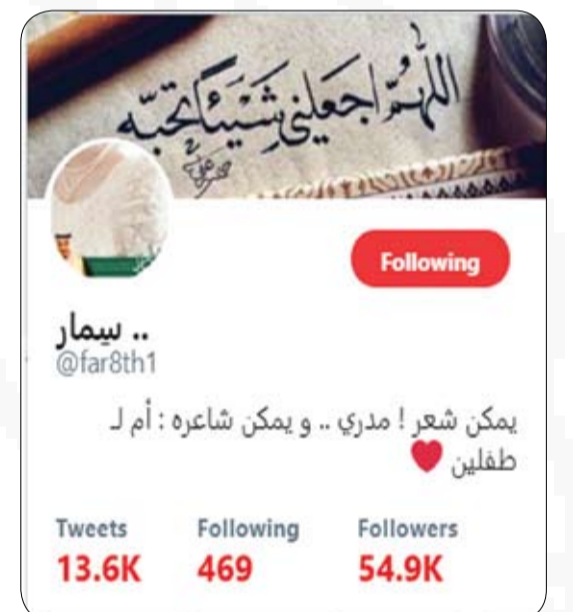 اللهم اجعلني شيئاً تحبه
Following
سمار ..
@far8th1
يمكن شعر ! مدري .. و يمكن شاعره : أم لـ
طفلين ❤
Tweets Following Followers
13.6K 469 54.9K